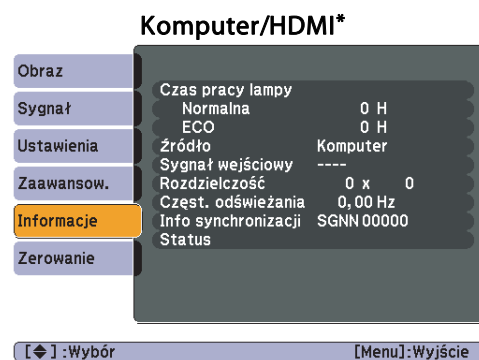 Komputer/HDMI*
Obraz
Sygnał
Ustawienia
Zaawansow.
Informacje
Zerowanie
Czas pracy lampy
Normalna 0 H
ECO 0 H
Źródło Komputer
Sygnał wejściowy ----
Rozdzielczość 0 x 0
Częst. odświeżania 0,00 Hz
Info synchronizacji SGNN 00000
Status
[◆] :Wybór [Menu]:Wyjście